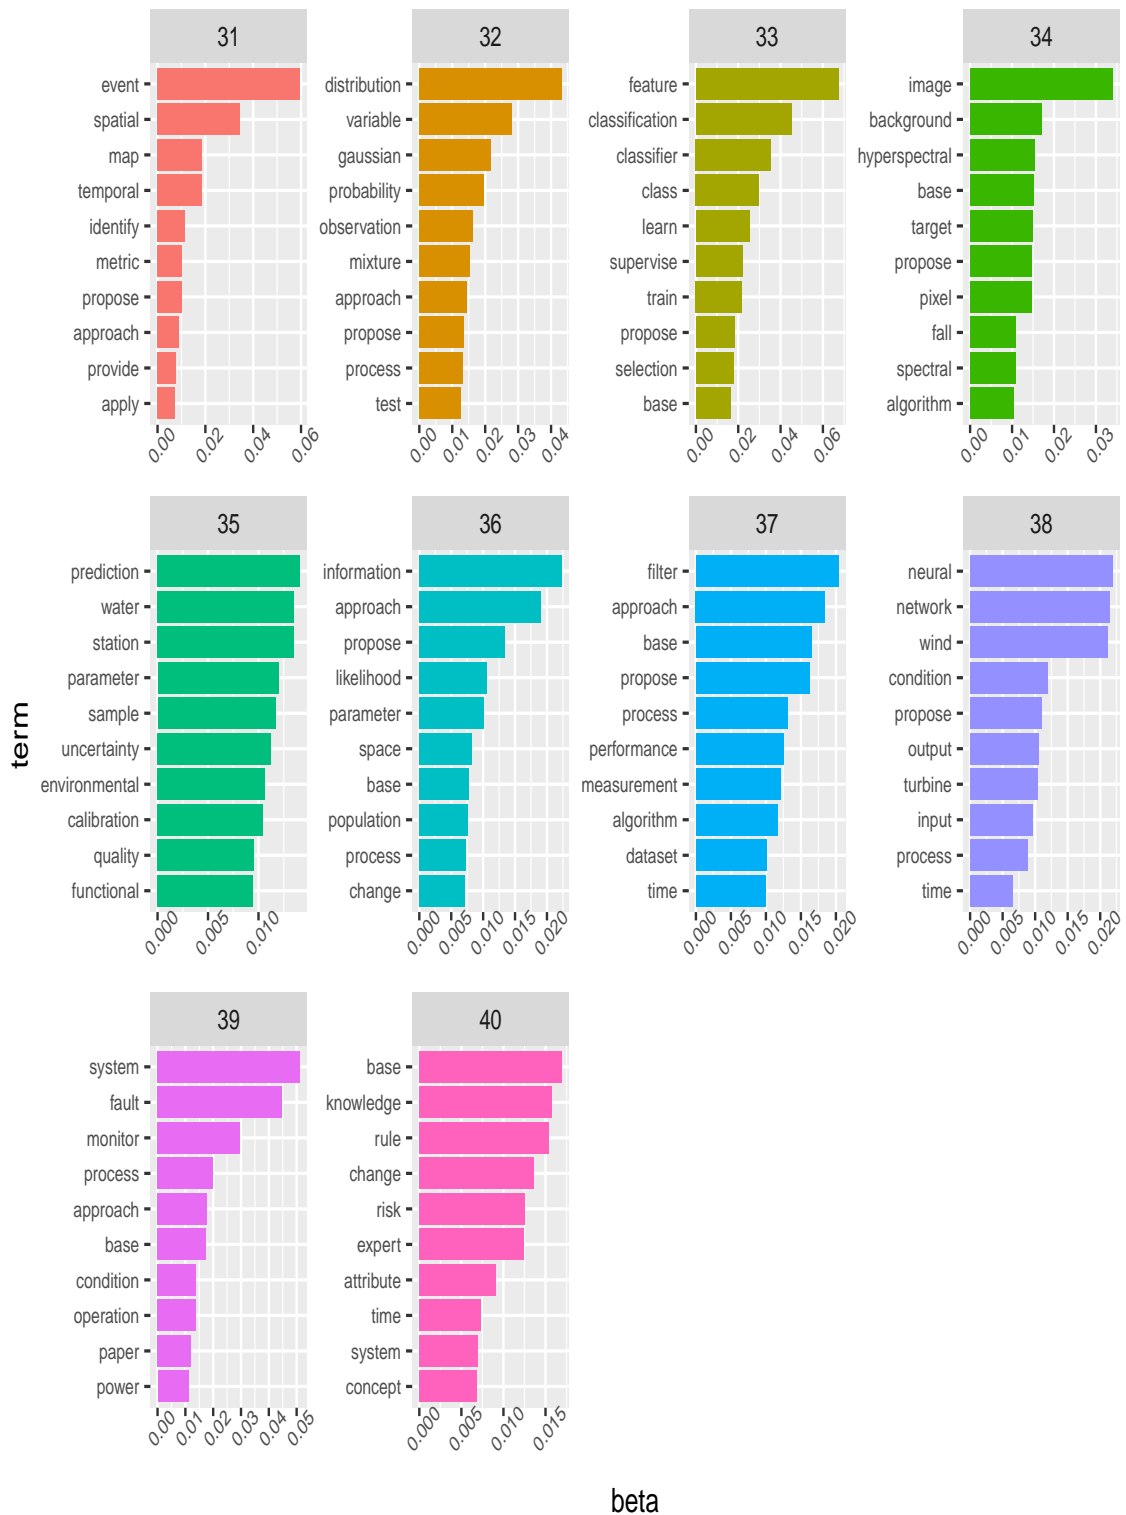 31
event
spatial
map
temporal
identify
metric
propose
approach
provide
apply
0.00 0.02 0.04 0.06
32
distribution
variable
gaussian
probability
observation
mixture
approach
propose
process
test
0.00 0.01 0.02 0.03 0.04
33
feature
classification
classifier
class
learn
supervise
train
propose
selection
base
0.00 0.02 0.04 0.06
34
image
background
hyperspectral
base
target
propose
pixel
fall
spectral
algorithm
0.00 0.01 0.02 0.03
term
35
prediction
water
station
parameter
sample
uncertainty
environmental
calibration
quality
functional
0.000 0.005 0.010
36
information
approach
propose
likelihood
parameter
space
base
population
process
change
0.000 0.005 0.010 0.015 0.020
37
filter
approach
base
propose
process
performance
measurement
algorithm
dataset
time
0.000 0.005 0.010 0.015 0.020
38
neural
network
wind
condition
propose
output
turbine
input
process
time
0.000 0.005 0.010 0.015 0.020
39
system
fault
monitor
process
approach
base
condition
operation
paper
power
0.00 0.01 0.02 0.03 0.04 0.05
40
base
knowledge
rule
change
risk
expert
attribute
time
system
concept
0.000 0.005 0.010 0.015
beta